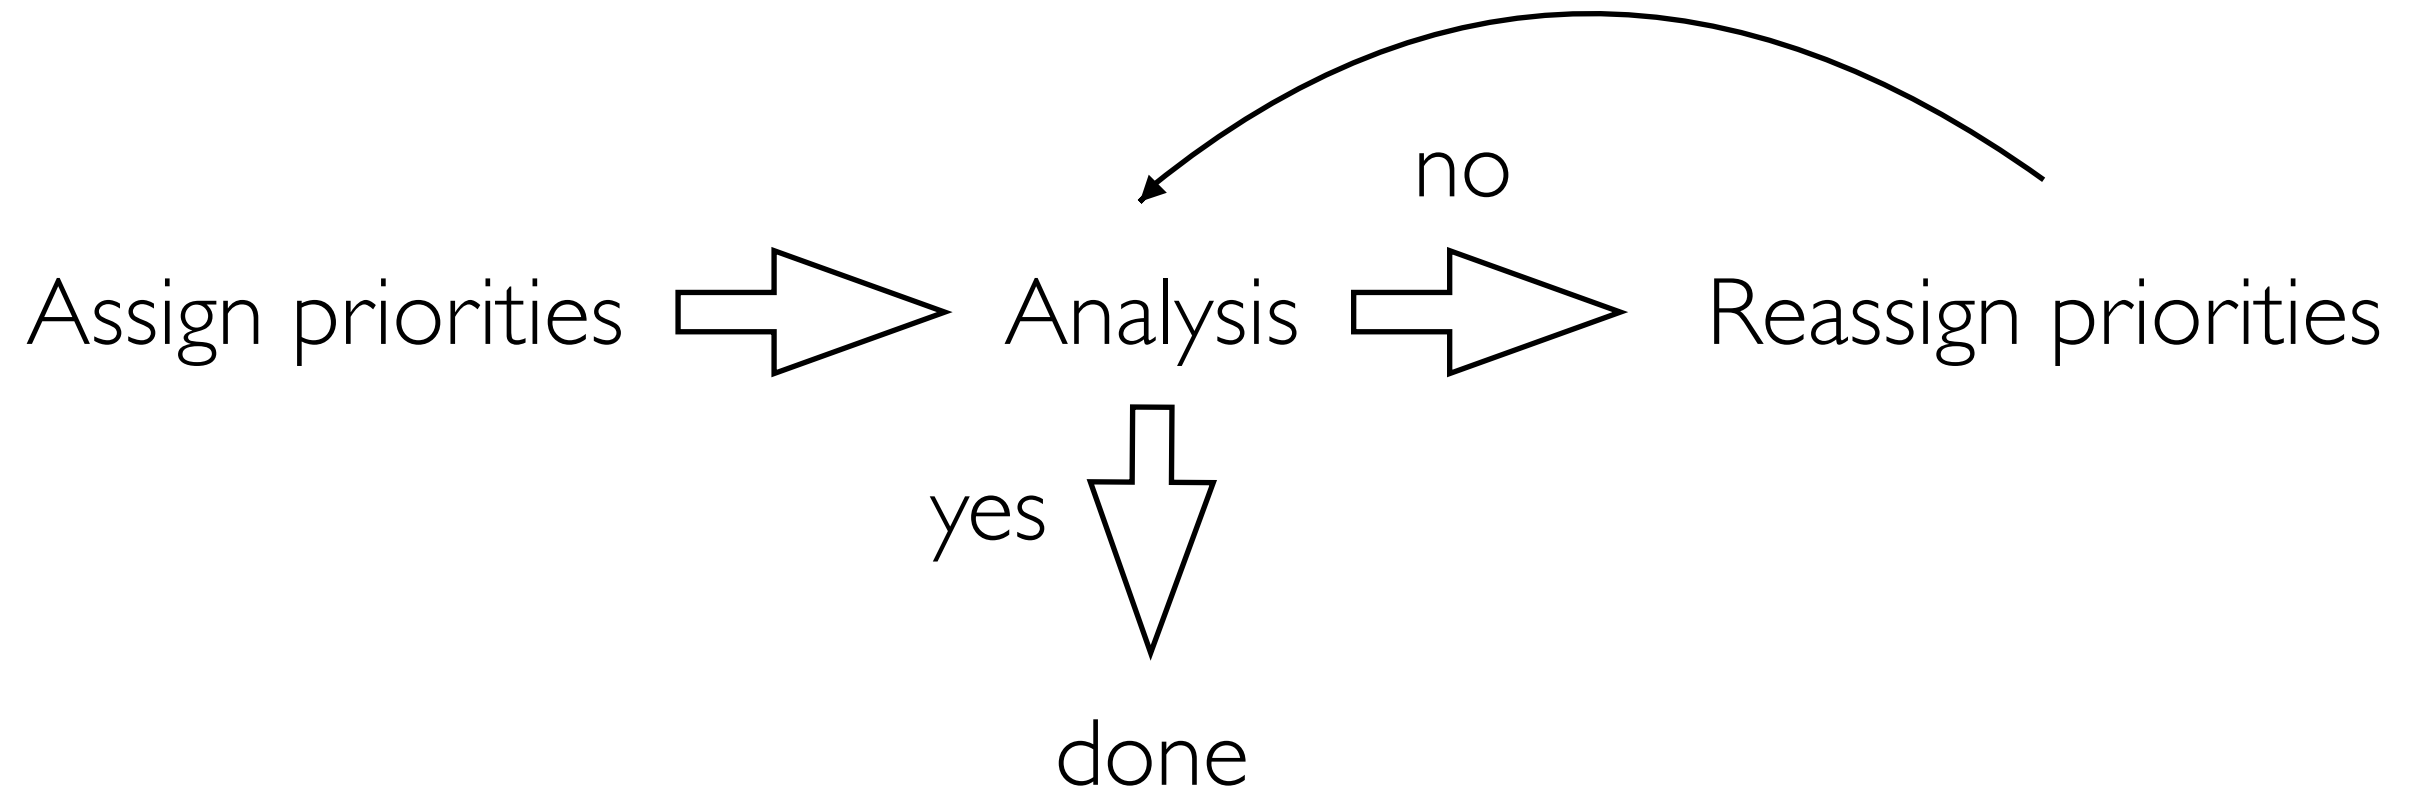 no
Assign priorities
Analysis
Reassign priorities
yes
done